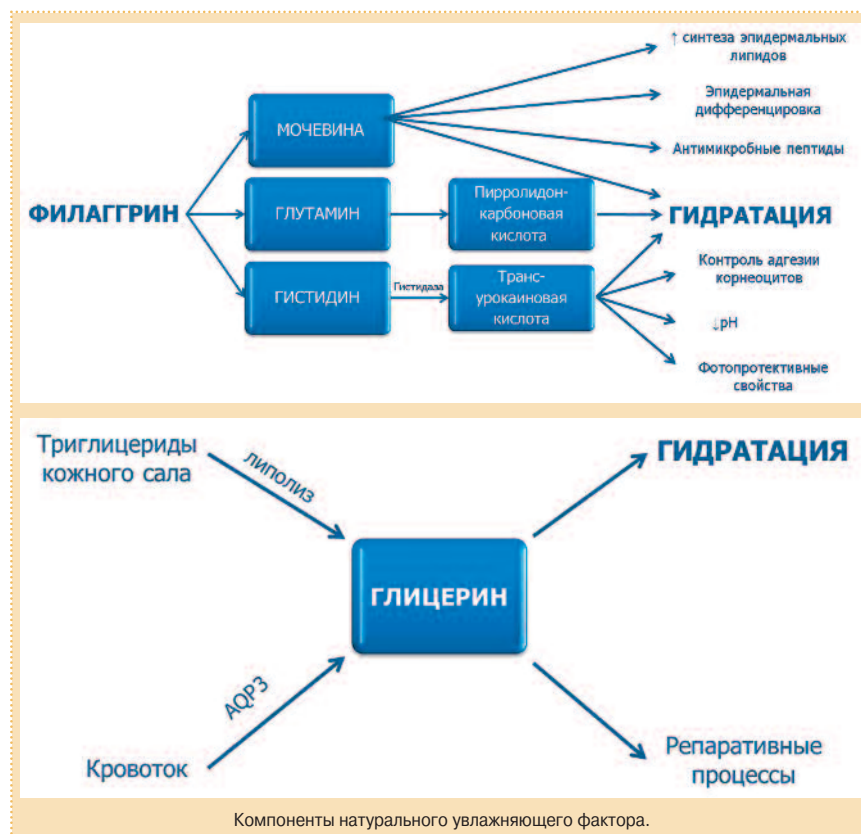 ↑ синтеза эпидермальных
липидов
Эпидермальная
дифференцировка
МОЧЕВИНА
Антимикробные пептиды
ФИЛАГГРИН
ГЛУТАМИН
Пирролидон-
карбоновая
кислота
ГИДРАТАЦИЯ
ГИСТИДИН
Гистидаза
Транс-
урокаиновая
кислота
Контроль адгезии
корнеоцитов
↓pH
Фотопротективные
свойства
Триглицериды
кожного сала
липолиз
ГИДРАТАЦИЯ
ГЛИЦЕРИН
AQP3
Кровоток
Репаративные
процессы
Компоненты натурального увлажняющего фактора.